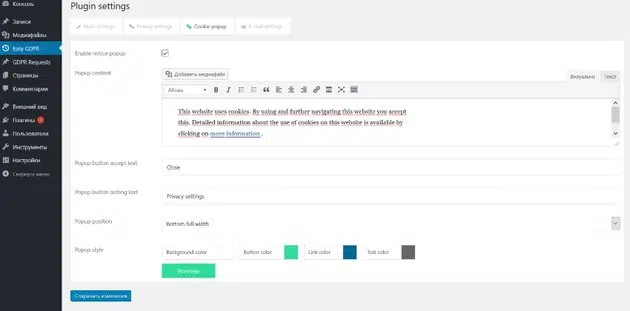 Консоль
Plugin settings
Записи
Main settings
Privacy settings
Cookie popup
E-mail settings
Медиафайлы
Easy GDPR
Enable notice popup
GDPR Requests
Страницы
Popup content
Добавить медиафайл
Визуально
Текст
Комментарии
Абзац
B
I
Внешний вид
This website uses cookies. By using and further navigating this website you accept
Плагины
this. Detailed information about the use of cookies on this website is available by
Пользователи
clicking on more information .
Инструменты
Настройки
Popup button accept text
Close
Свернуть меню
Popup button setting text
Privacy settings
Popup position
Bottom full width
Popup style
Background color
Button color
Link color
Text color
Preview
Сохранить изменения